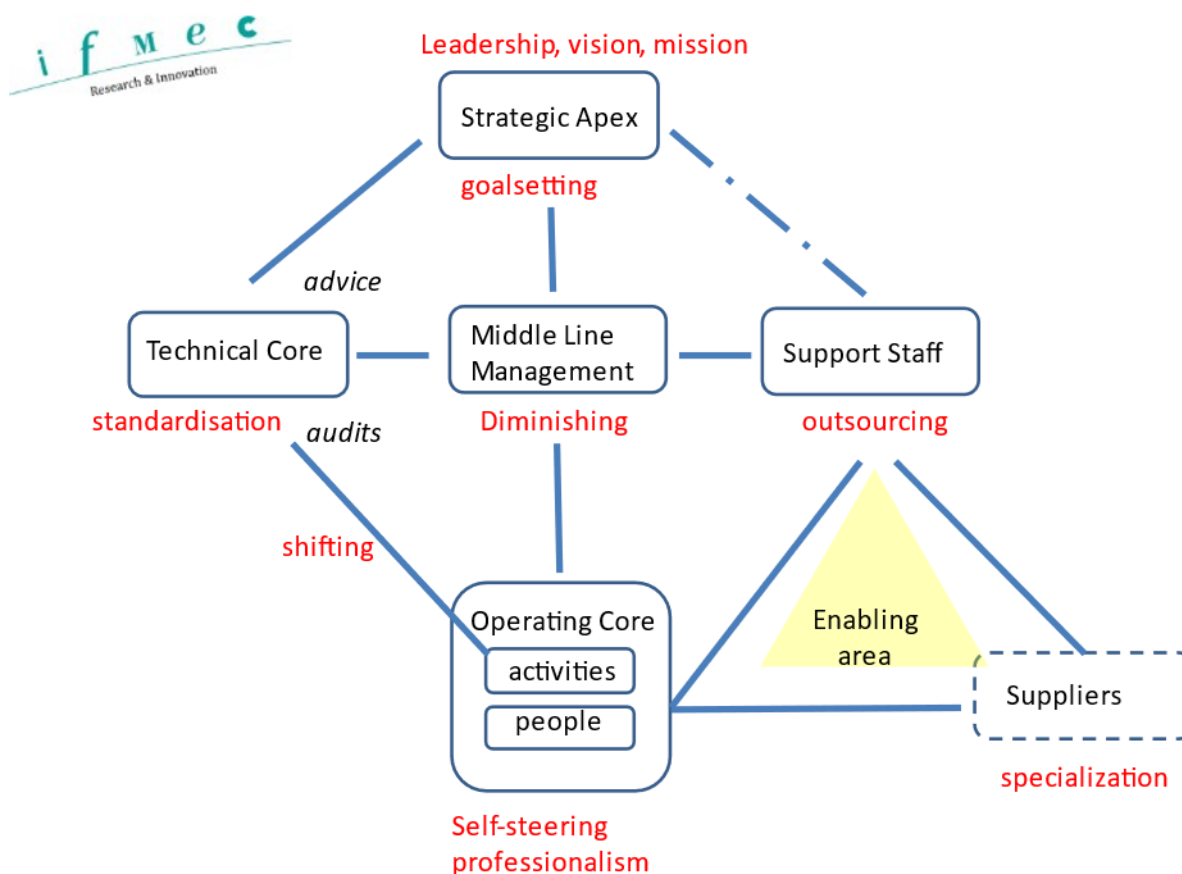 ifmec
Research & Innovation
Leadership, vision, mission
Strategic Apex
goalsetting
advice
Technical Core
Middle Line
Management
Support Staff
standardisation
audits
Diminishing
outsourcing
shifting
Operating Core
activities
people
Enabling
area
Suppliers
specialization
Self-steering
professionalism